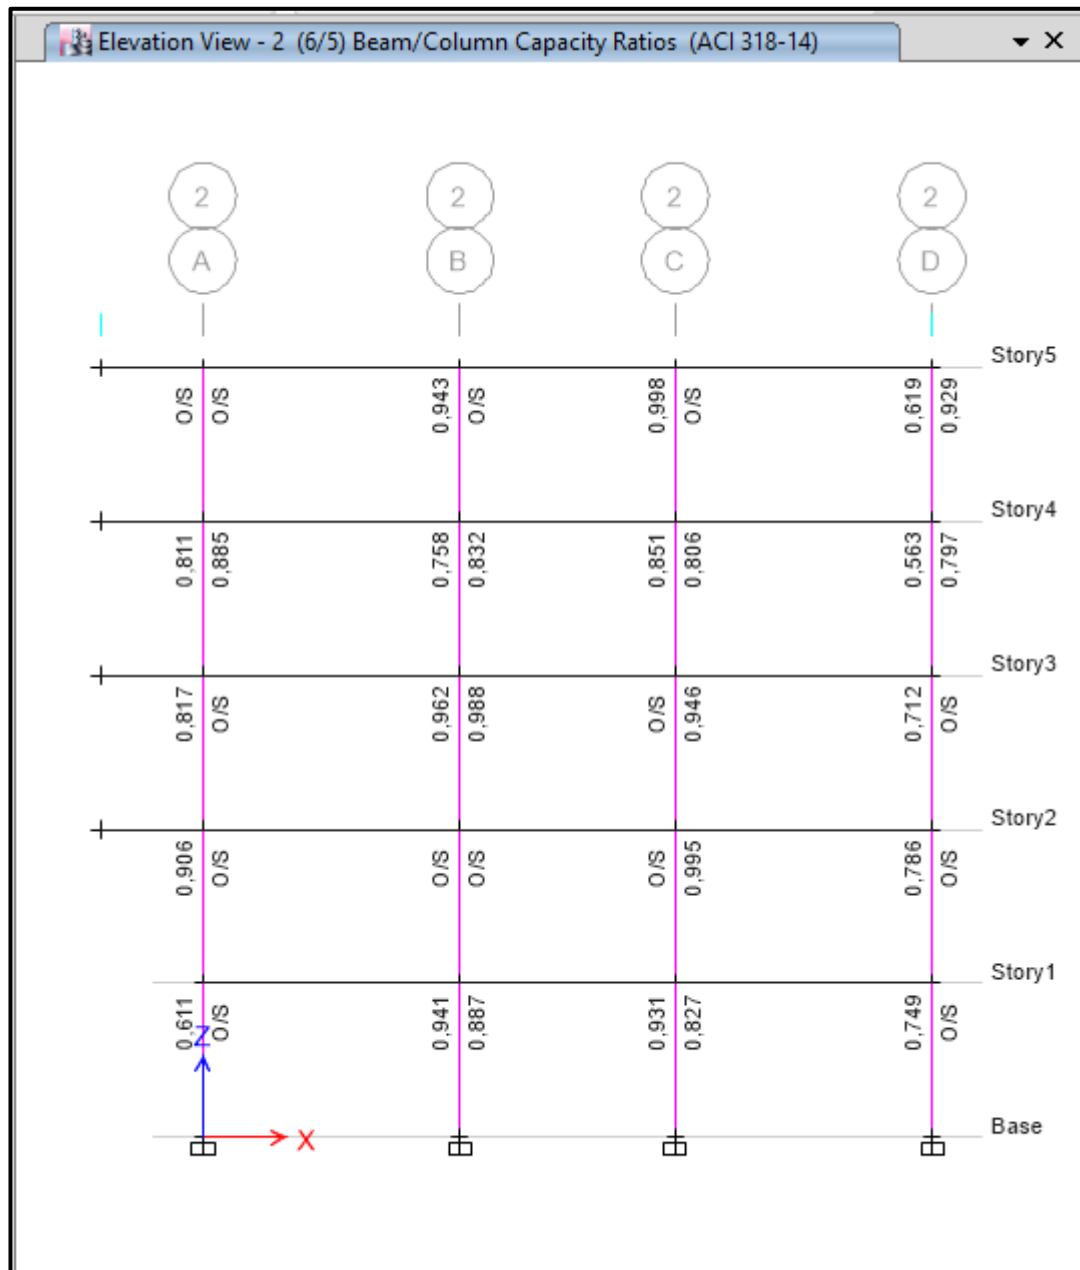 Elevation View - 2 (6/5) Beam/Column Capacity Ratios (ACI 318-14)
2 2 2 2
A B C D
Story5
O/S O/S 0,943 O/S 0,998 O/S 0,619 0,929
Story4
0,811 0,885 0,758 0,832 0,851 0,806 0,563 0,797
Story3
0,817 O/S 0,962 0,988 O/S 0,946 0,712 O/S
Story2
0,906 O/S O/S O/S O/S 0,995 0,786 O/S
Story1
0,611 O/S 0,941 0,887 0,931 0,827 0,749 O/S
Z
Base
X